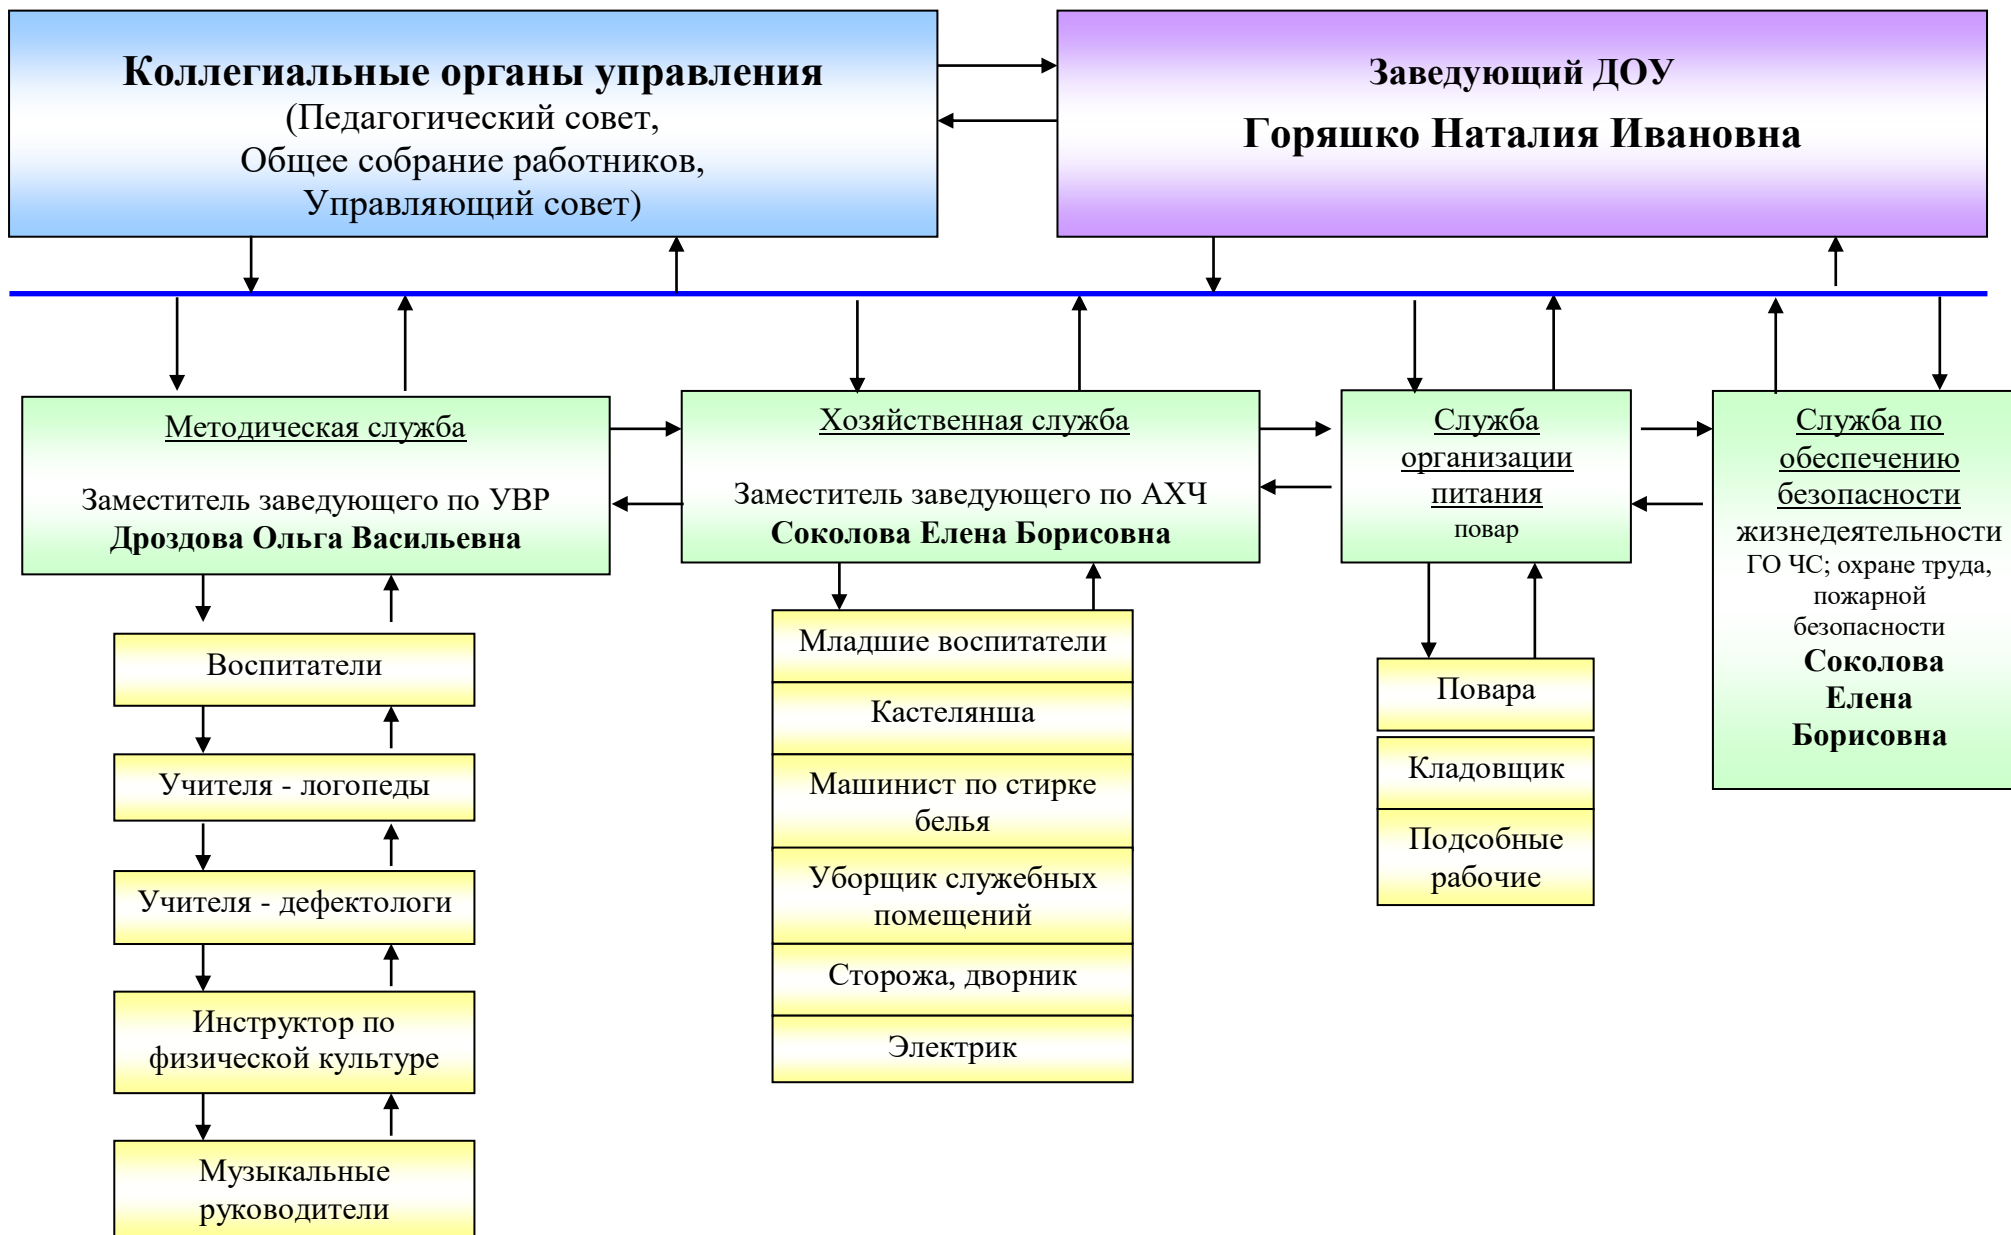 Коллегиальные органы управления
(Педагогический совет,
Общее собрание работников,
Управляющий совет)
Заведующий ДОУ
Горяшко Наталия Ивановна
Методическая служба
Заместитель заведующего по УВР
Дроздова Ольга Васильевна
Хозяйственная служба
Заместитель заведующего по АХЧ
Соколова Елена Борисовна
Служба
организации
питания
повар
Служба по
обеспечению
безопасности
жизнедеятельности
ГО ЧС; охране труда,
пожарной
безопасности
Соколова
Елена
Борисовна
Воспитатели
Учителя - логопеды
Учителя - дефектологи
Инструктор по
физической культуре
Музыкальные
руководители
Младшие воспитатели
Кастелянша
Машинист по стирке
белья
Уборщик служебных
помещений
Сторожа, дворник
Электрик
Повара
Кладовщик
Подсобные
рабочие